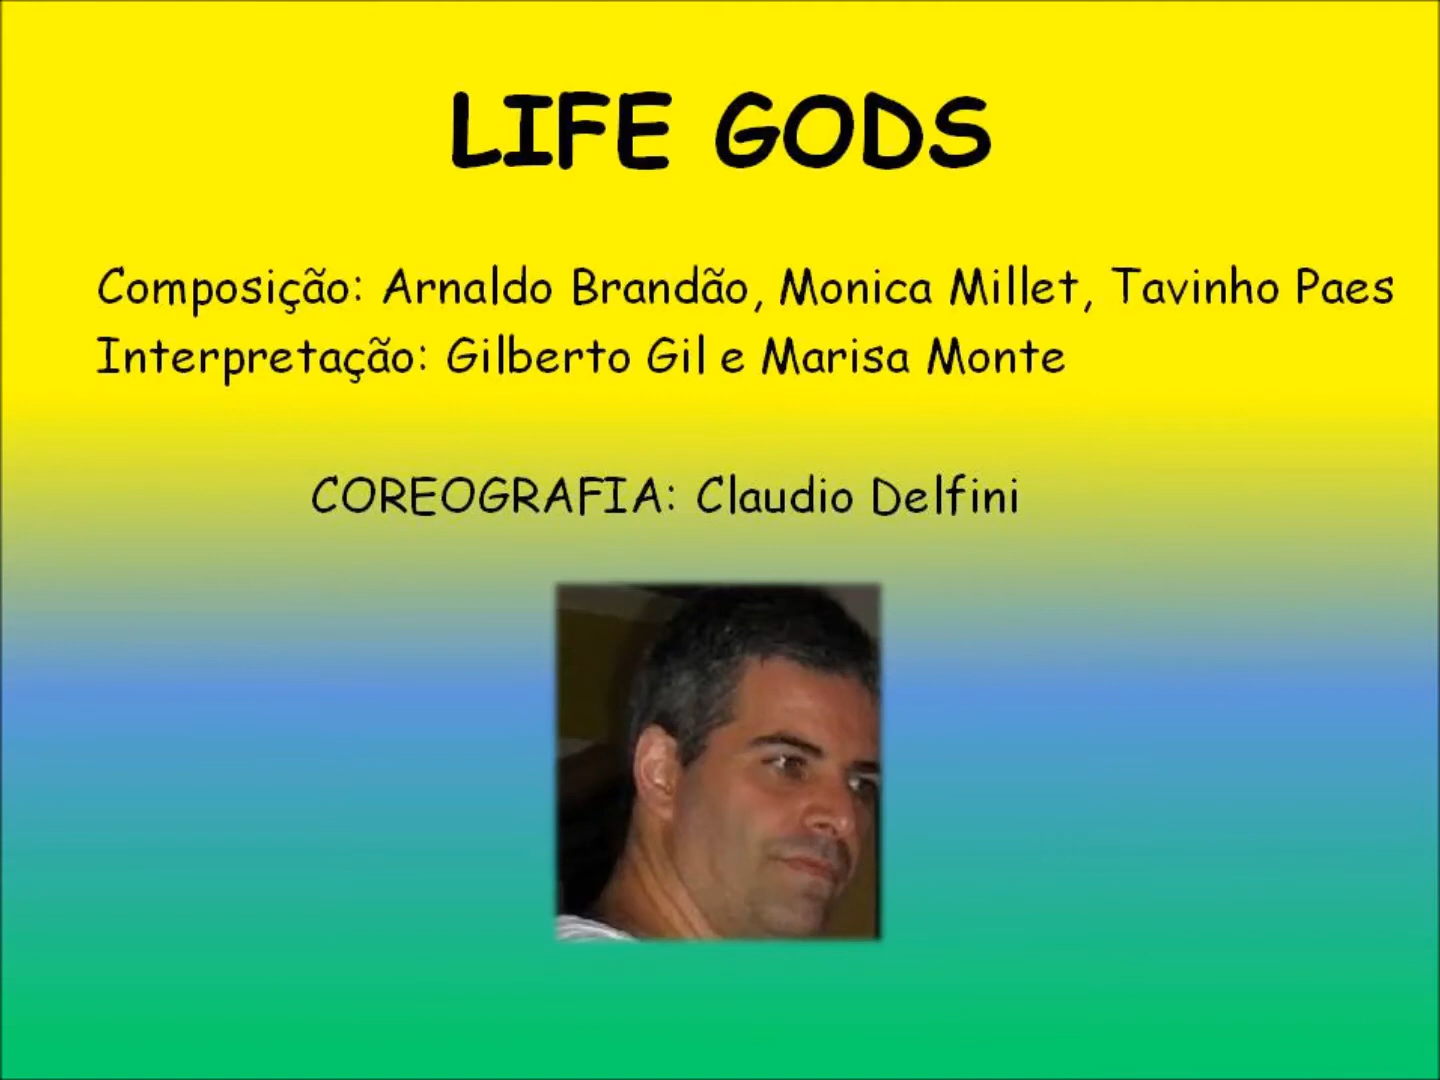 LIFE GODS
Composição: Arnaldo Brandão, Monica Millet, Tavinho Paes
Interpretação: Gilberto Gil e Marisa Monte
COREOGRAFIA: Claudio Delfini